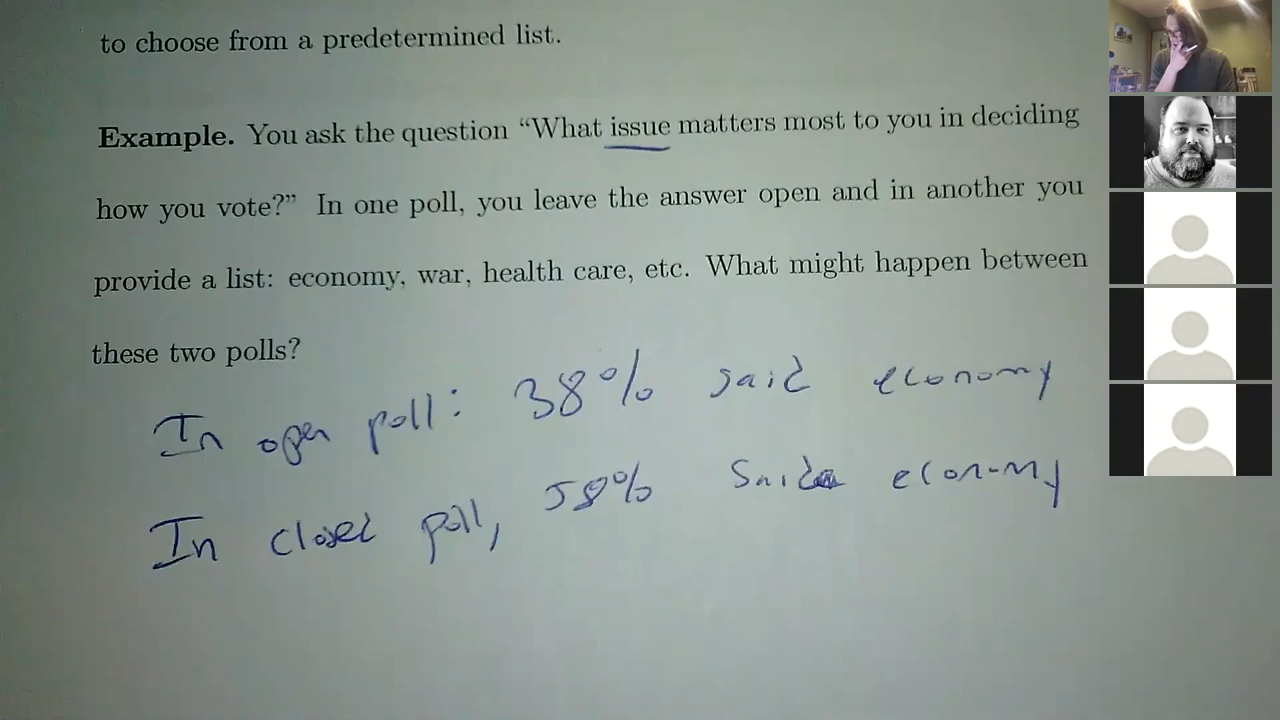 to choose from a predetermined list.
Example. You ask the question “What issue matters most to you in deciding
how you vote?” In one poll, you leave the answer open and in another you
provide a list: economy, war, health care, etc. What might happen between
these two polls?
In open poll: 38% said economy
In closed poll, 58% said economy